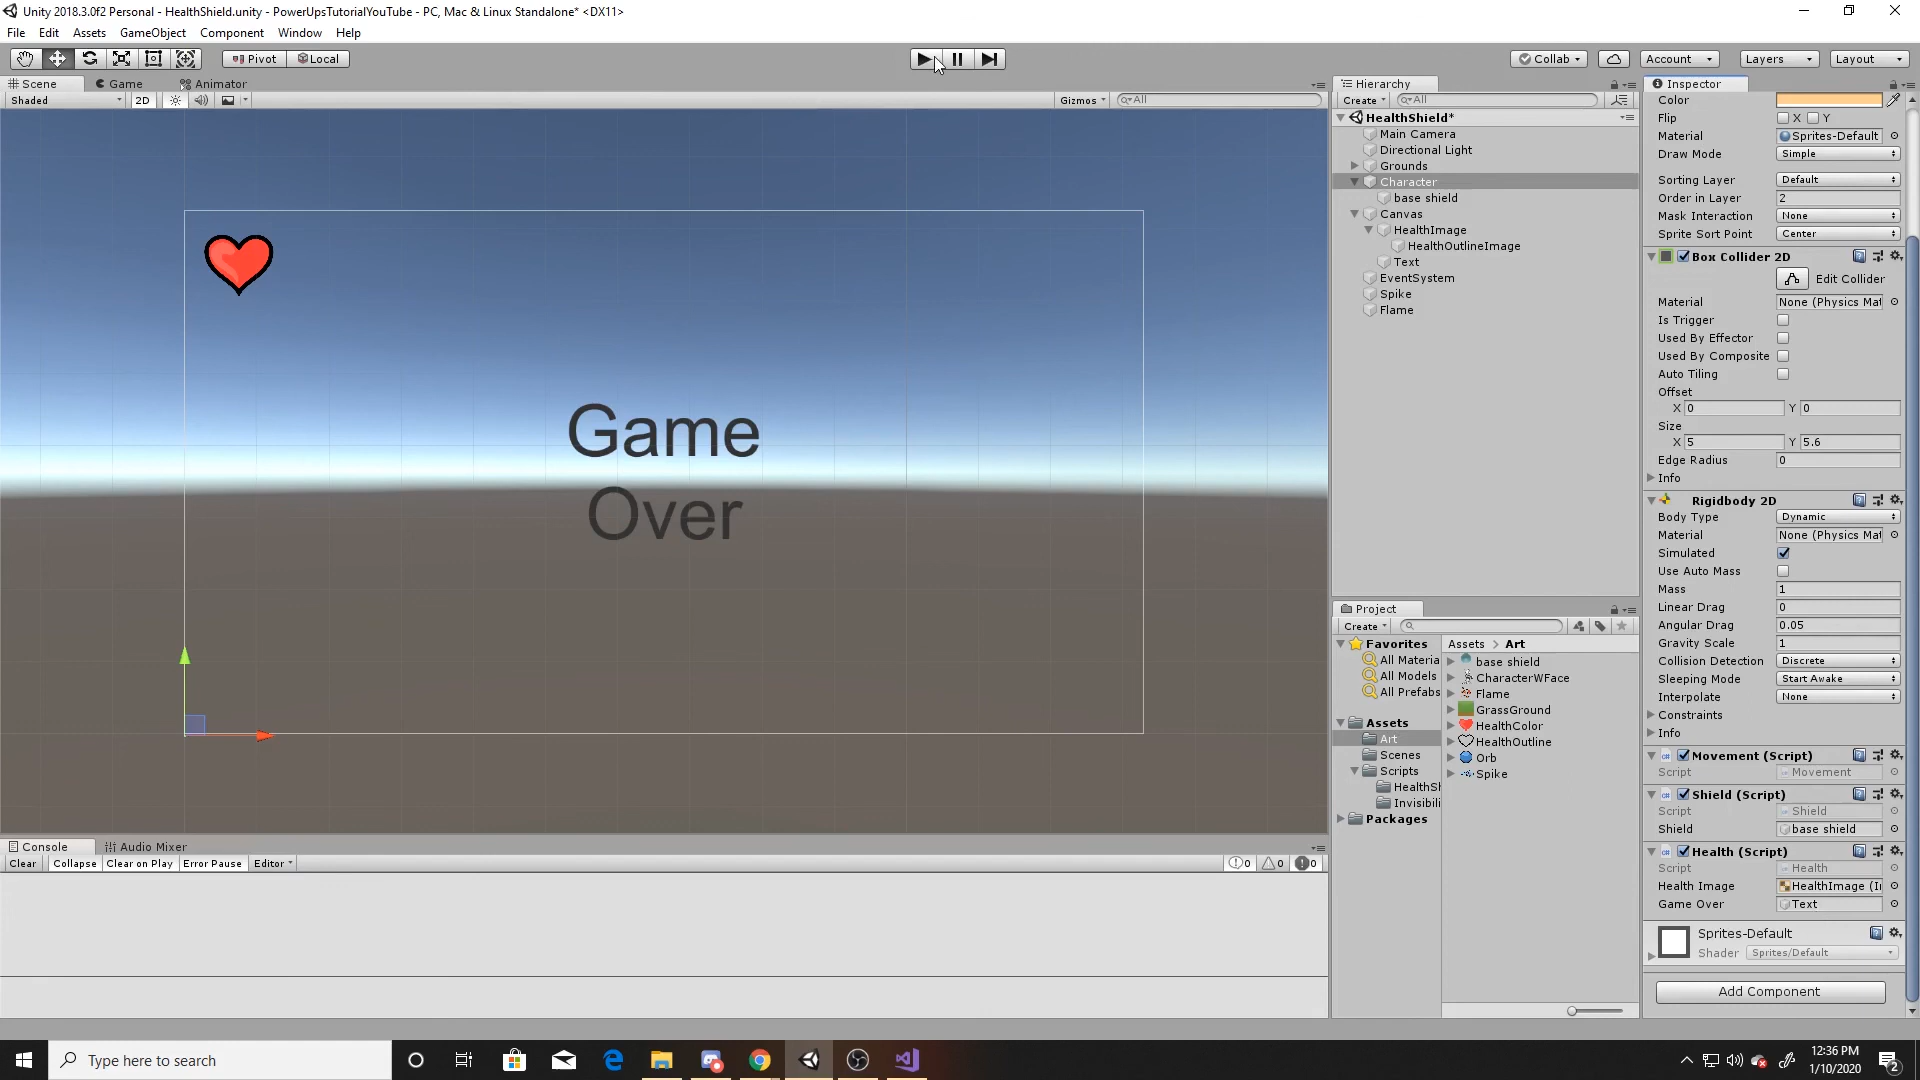 Unity 2018.3.0f2 Personal - HealthShield.unity - PowerUpsTutorialYouTube - PC, Mac & Linux Standalone* <DX11>
File Edit Assets GameObject Component Window Help
Pivot Local Collab Account Layers Layout
Scene Game Animator
Shaded 2D Gizmos All
Game
Over
Console Audio Mixer
Clear Collapse Clear on Play Error Pause Editor 0 0 0
Hierarchy
Create All
HealthShield*
Main Camera
Directional Light
Grounds
Character
base shield
Canvas
HealthImage
HealthOutlineImage
Text
EventSystem
Spike
Flame
Project
Create
Favorites
All Materia
All Models
All Prefabs
Assets
Art
Scenes
Scripts
HealthSh
Invisibili
Packages
Assets > Art
base shield
CharacterWFace
Flame
GrassGround
HealthColor
HealthOutline
Orb
Spike
Inspector
Color
Flip X Y
Material Sprites-Default
Draw Mode Simple
Sorting Layer Default
Order in Layer 2
Mask Interaction None
Sprite Sort Point Center
Box Collider 2D
Edit Collider
Material None (Physics Mat
Is Trigger
Used By Effector
Used By Composite
Auto Tiling
Offset
X 0 Y 0
Size
X 5 Y 5.6
Edge Radius 0
Info
Rigidbody 2D
Body Type Dynamic
Material None (Physics Mat
Simulated
Use Auto Mass
Mass 1
Linear Drag 0
Angular Drag 0.05
Gravity Scale 1
Collision Detection Discrete
Sleeping Mode Start Awake
Interpolate None
Constraints
Info
Movement (Script)
Script Movement
Shield (Script)
Script Shield
Shield base shield
Health (Script)
Script Health
Health Image HealthImage (I
Game Over Text
Sprites-Default
Shader Sprites/Default
Add Component
Type here to search
12:36 PM
1/10/2020
2